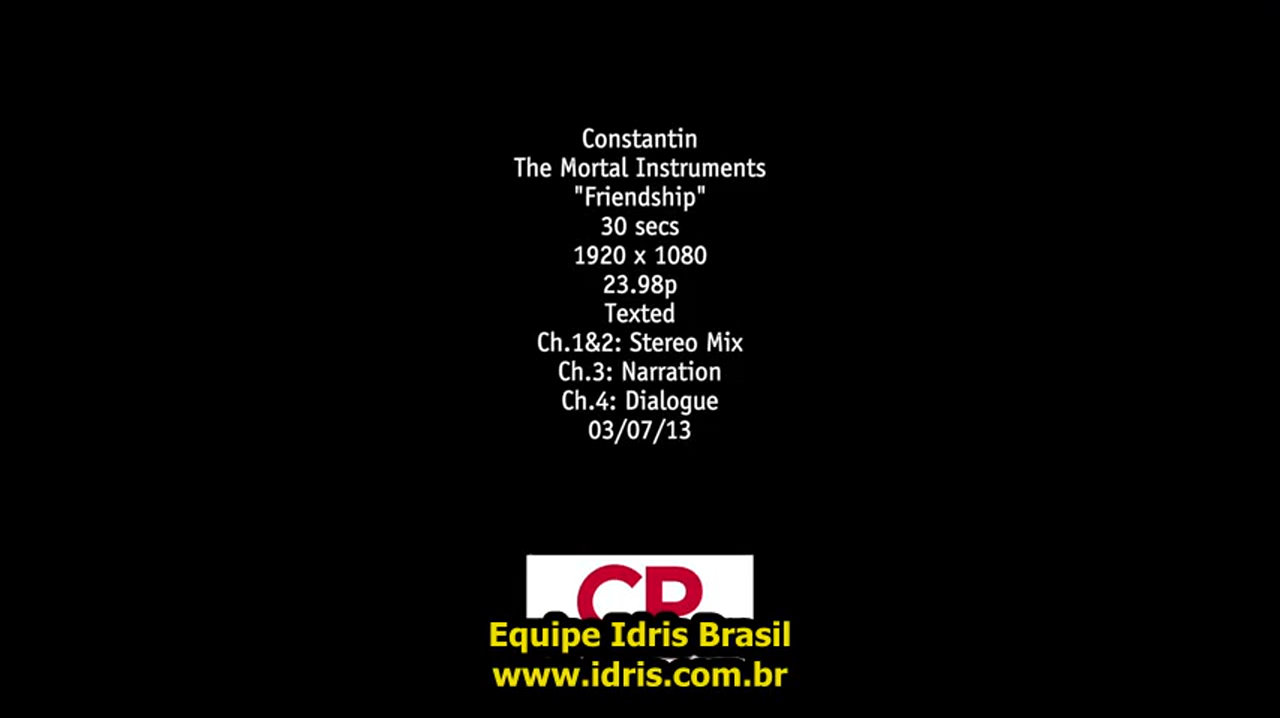 Constantin
The Mortal Instruments
"Friendship"
30 secs
1920 x 1080
23.98p
Texted
Ch.1&2: Stereo Mix
Ch.3: Narration
Ch.4: Dialogue
03/07/13
CR
Equipe Idris Brasil
www.idris.com.br